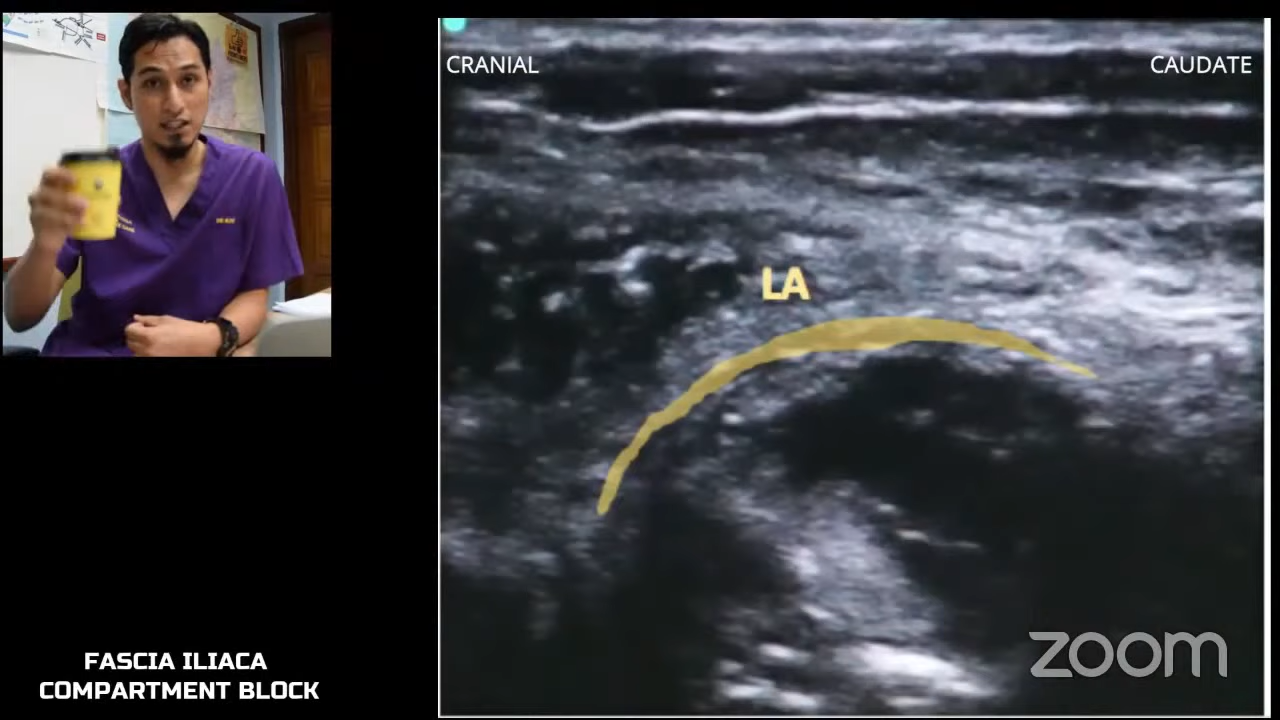 CRANIAL
CAUDATE
LA
FASCIA ILIACA
COMPARTMENT BLOCK
zoom